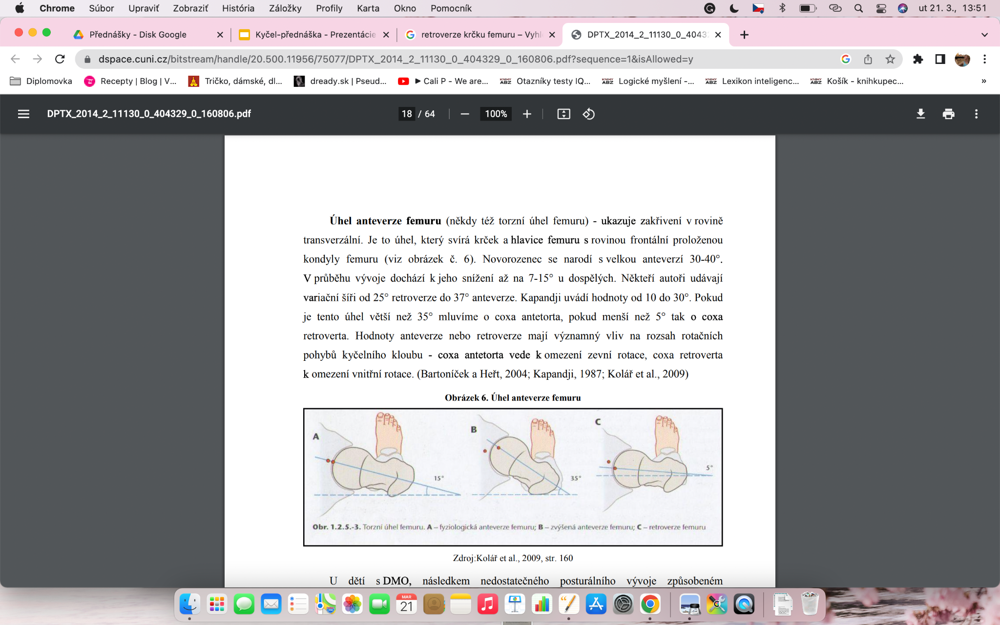 Chrome Súbor Upraviť Zobraziť História Záložky Profily Karta Okno Pomocník ut 21. 3., 13:51
Přednášky - Disk Google Kyčel-přednáška - Prezentácie retroverze krčku femuru – Vyhl DPTX_2014_2_11130_0_4043
dspace.cuni.cz/bitstream/handle/20.500.11956/75077/DPTX_2014_2_11130_0_404329_0_160806.pdf?sequence=1&isAllowed=y
Diplomovka Recepty | Blog | V... Tričko, dámské, dl... dready.sk | Pseud... ►Cali P - We are... KNIHY ABZ Otazníky testy IQ... KNIHY ABZ Logické myšlení -... KNIHY ABZ Lexikon inteligenc... KNIHY ABZ Košík - knihkupec... »
DPTX_2014_2_11130_0_404329_0_160806.pdf 18 / 64 100%
Úhel anteverze femuru (někdy též torzní úhel femuru) - ukazuje zakřivení v rovině
transverzální. Je to úhel, který svírá krček a hlavice femuru s rovinou frontální proloženou
kondyly femuru (viz obrázek č. 6). Novorozenec se narodí s velkou anteverzí 30-40°.
V průběhu vývoje dochází k jeho snížení až na 7-15° u dospělých. Někteří autoři udávají
variační šíři od 25° retroverze do 37° anteverze. Kapandji uvádí hodnoty od 10 do 30°. Pokud
je tento úhel větší než 35° mluvíme o coxa antetorta, pokud menší než 5° tak o coxa
retroverta. Hodnoty anteverze nebo retroverze mají významný vliv na rozsah rotačních
pohybů kyčelního kloubu - coxa antetorta vede k omezení zevní rotace, coxa retroverta
k omezení vnitřní rotace. (Bartoníček a Heřt, 2004; Kapandji, 1987; Kolář et al., 2009)
Obrázek 6. Úhel anteverze femuru
A B C
15° 35° 5°
Obr. 1.2.5.-3. Torzní úhel femuru. A – fyziologická anteverze femuru; B – zvýšená anteverze femuru; C – retroverze femuru
Zdroj:Kolář et al., 2009, str. 160
U dětí s DMO, následkem nedostatečného posturálního vývoje způsobeném
MAR
21